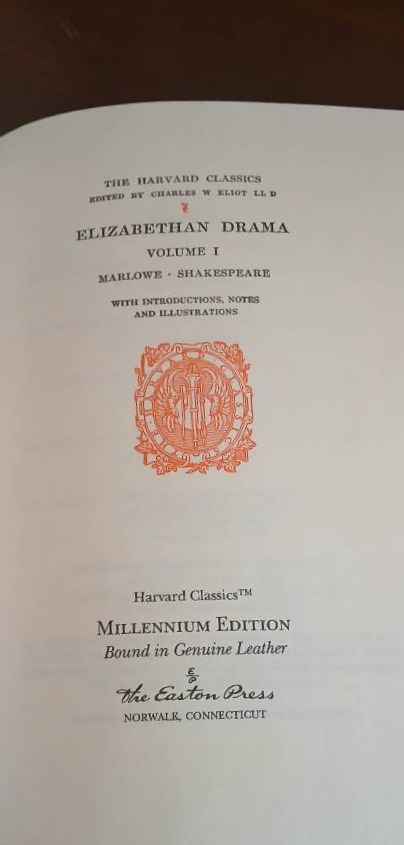 THE HARVARD CLASSICS
EDITED BY CHARLES W ELIOT LL D
ELIZABETHAN DRAMA
VOLUME I
MARLOWE · SHAKESPEARE
WITH INTRODUCTIONS, NOTES
AND ILLUSTRATIONS
Harvard Classics™
MILLENNIUM EDITION
Bound in Genuine Leather
E/P
The Easton Press
NORWALK, CONNECTICUT